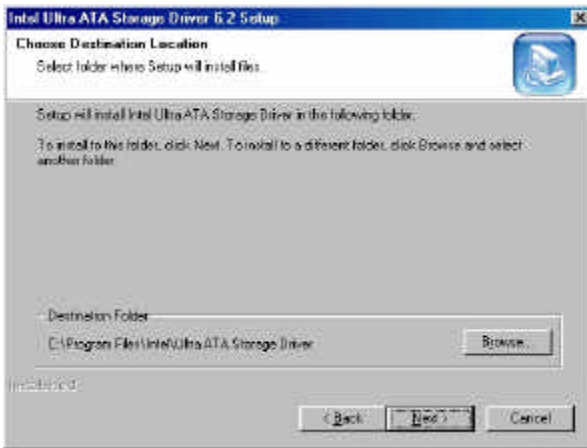 Intel Ultra ATA Storage Driver 6.2 Setup
Choose Destination Location
Select folder where Setup will install files.
Setup will install Intel Ultra ATA Storage Driver in the following folder.
To install to this folder, click Next. To install to a different folder, click Browse and select
another folder.
Destination Folder
C:\Program Files\Intel\Ultra ATA Storage Driver
Browse...
InstallShield
< Back
Next >
Cancel